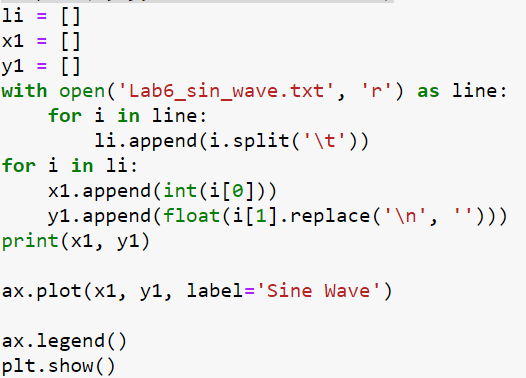 li = []
x1 = []
y1 = []
with open('Lab6_sin_wave.txt', 'r') as line:
    for i in line:
        li.append(i.split('\t'))
for i in li:
    x1.append(int(i[0]))
    y1.append(float(i[1].replace('\n', '')))
print(x1, y1)

ax.plot(x1, y1, label='Sine Wave')

ax.legend()
plt.show()